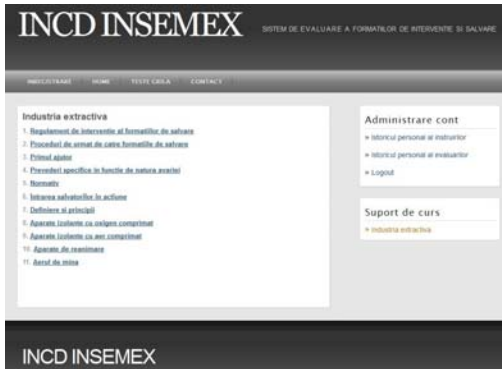 INCD INSEMEX
SISTEM DE EVALUARE A FORMATIILOR DE INTERVENTIE SI SALVARE
INREGISTRARE HOME TESTE GRILA CONTACT
Industria extractiva
1. Regulament de interventie al formatiilor de salvare
2. Proceduri de urmat de catre formatiile de salvare
3. Primul ajutor
4. Prevederi specifice in functie de natura avariei
5. Normativ
6. Intrarea salvatorilor in actiune
7. Definire si principii
8. Aparate izolante cu oxigen comprimat
9. Aparate izolante cu aer comprimat
10. Aparate de reanimare
11. Aerul de mina
Administrare cont
» Istoricul personal al instruirilor
» Istoricul personal al evaluarilor
» Logout
Suport de curs
» Industria extractiva
INCD INSEMEX